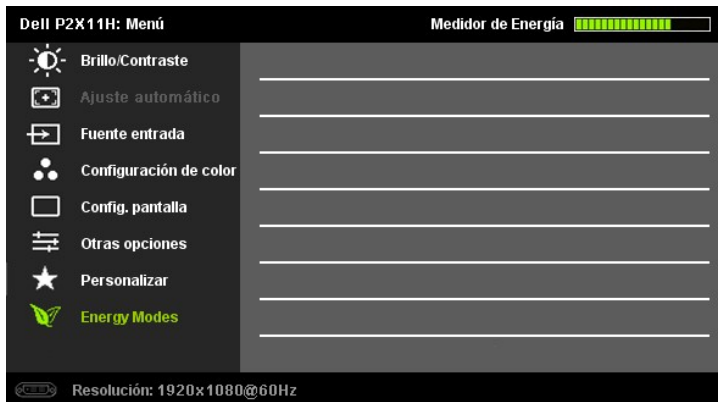 Dell P2X11H: Menú
Medidor de Energía
Brillo/Contraste
Ajuste automático
Fuente entrada
Configuración de color
Config. pantalla
Otras opciones
Personalizar
Energy Modes
Resolución: 1920x1080@60Hz